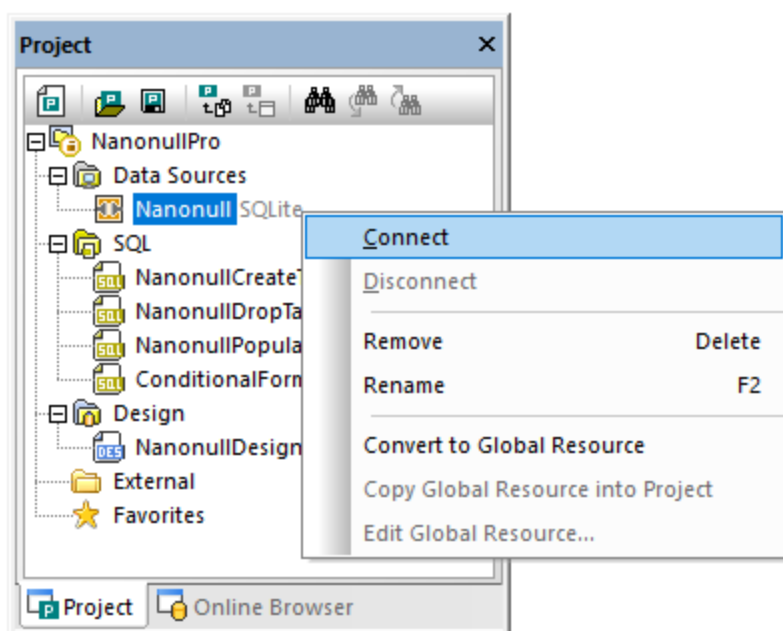 Project
NanonullPro
Data Sources
Nanonull SQLite
SQL
NanonullCreate
NanonullDropTa
NanonullPopula
ConditionalForm
Design
NanonullDesign
External
Favorites
Connect
Disconnect
Remove Delete
Rename F2
Convert to Global Resource
Copy Global Resource into Project
Edit Global Resource...
Project Online Browser